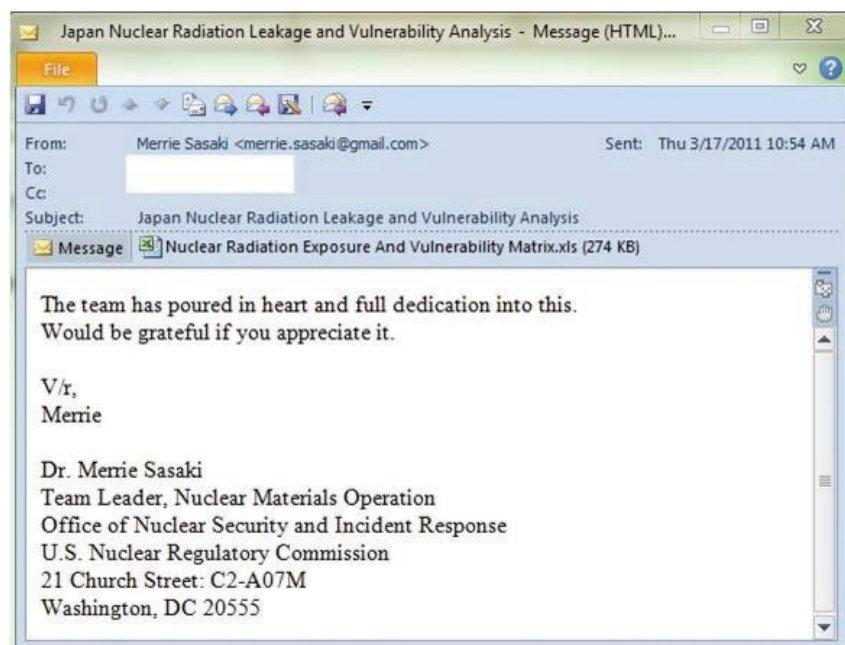 Japan Nuclear Radiation Leakage and Vulnerability Analysis - Message (HTML)...
File
From: Merrie Sasaki <merrie.sasaki@gmail.com> Sent: Thu 3/17/2011 10:54 AM
To:
Cc:
Subject: Japan Nuclear Radiation Leakage and Vulnerability Analysis
Message Nuclear Radiation Exposure And Vulnerability Matrix.xls (274 KB)
The team has poured in heart and full dedication into this.
Would be grateful if you appreciate it.
V/r,
Merrie
Dr. Merrie Sasaki
Team Leader, Nuclear Materials Operation
Office of Nuclear Security and Incident Response
U.S. Nuclear Regulatory Commission
21 Church Street: C2-A07M
Washington, DC 20555